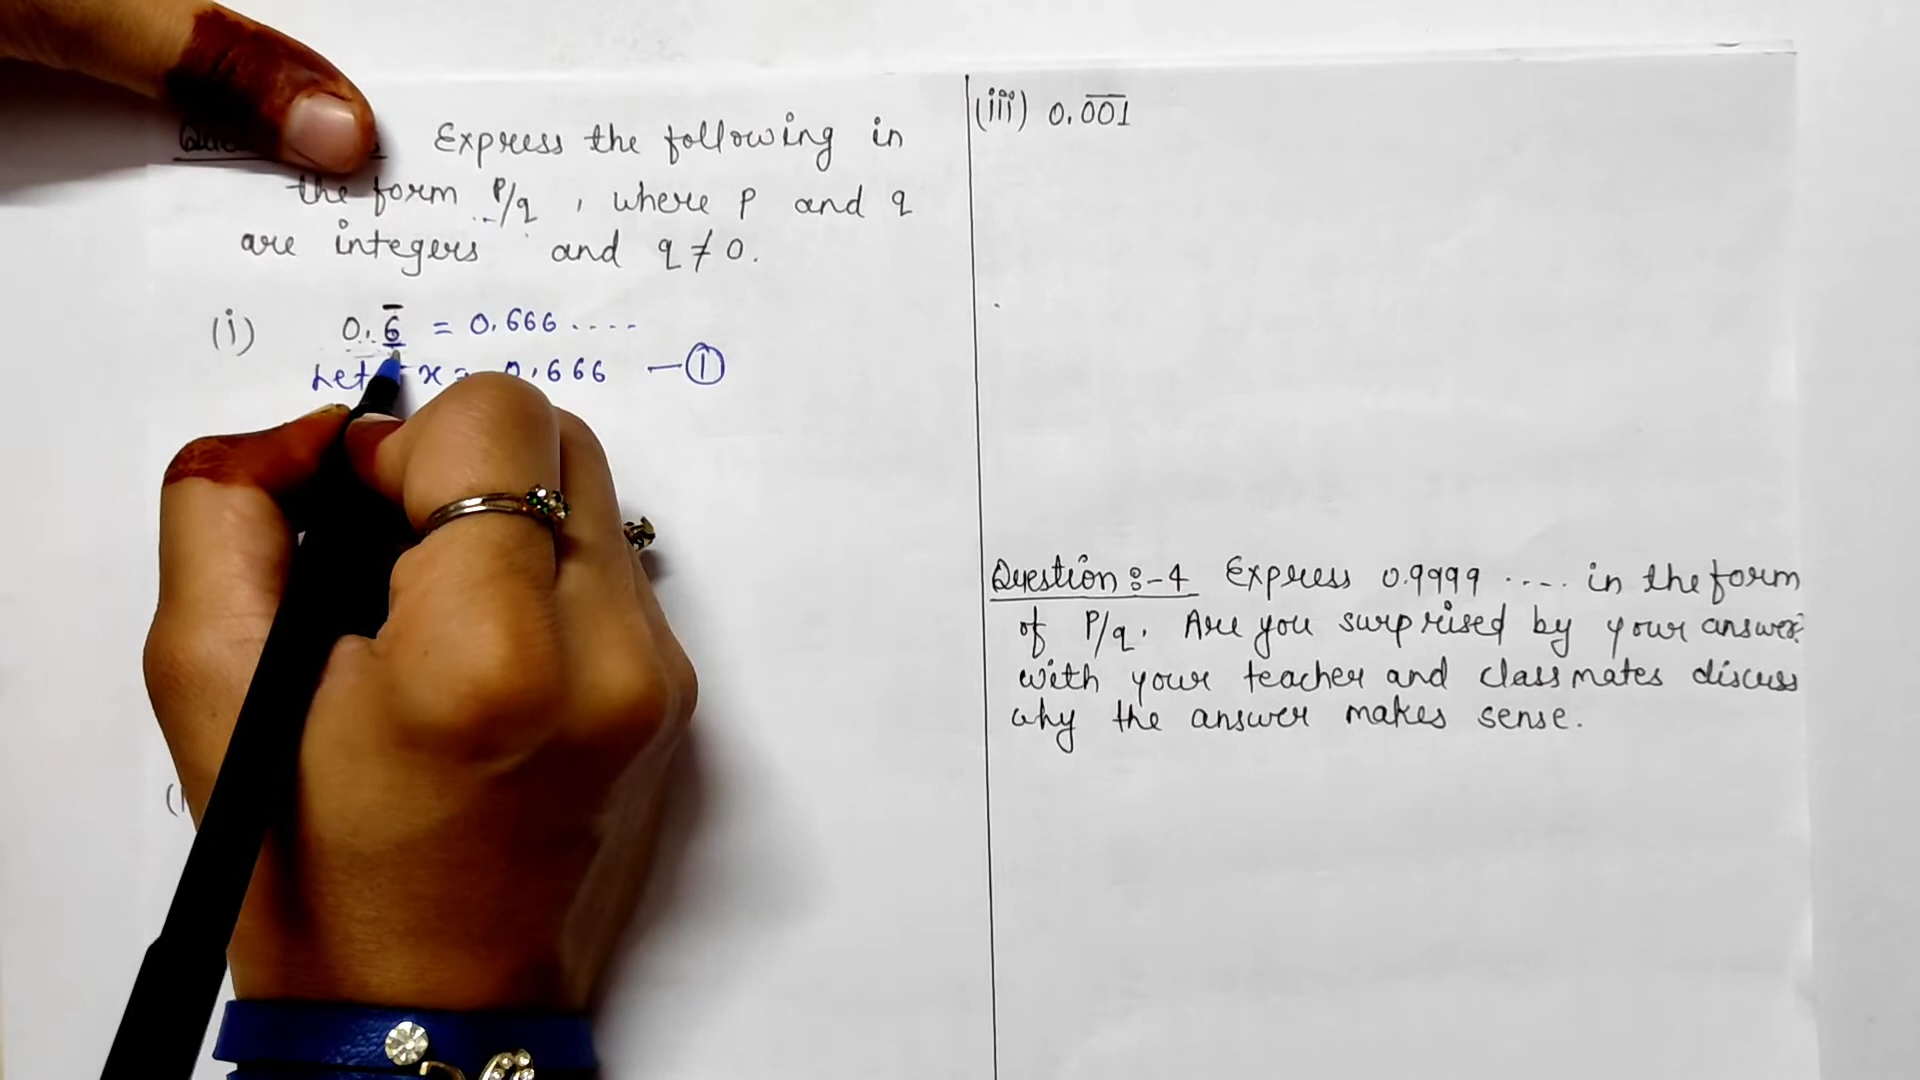 Express the following in
the form P/q, where p and q
are integers and q ≠ 0.
(i) 0.6̅ = 0.666....
Let x = 0.666 —①
(iii) 0.0̅0̅1̅
Question:-4 Express 0.9999 ..... in the form
of P/q. Are you surprised by your answer.
with your teacher and classmates discuss
why the answer makes sense.